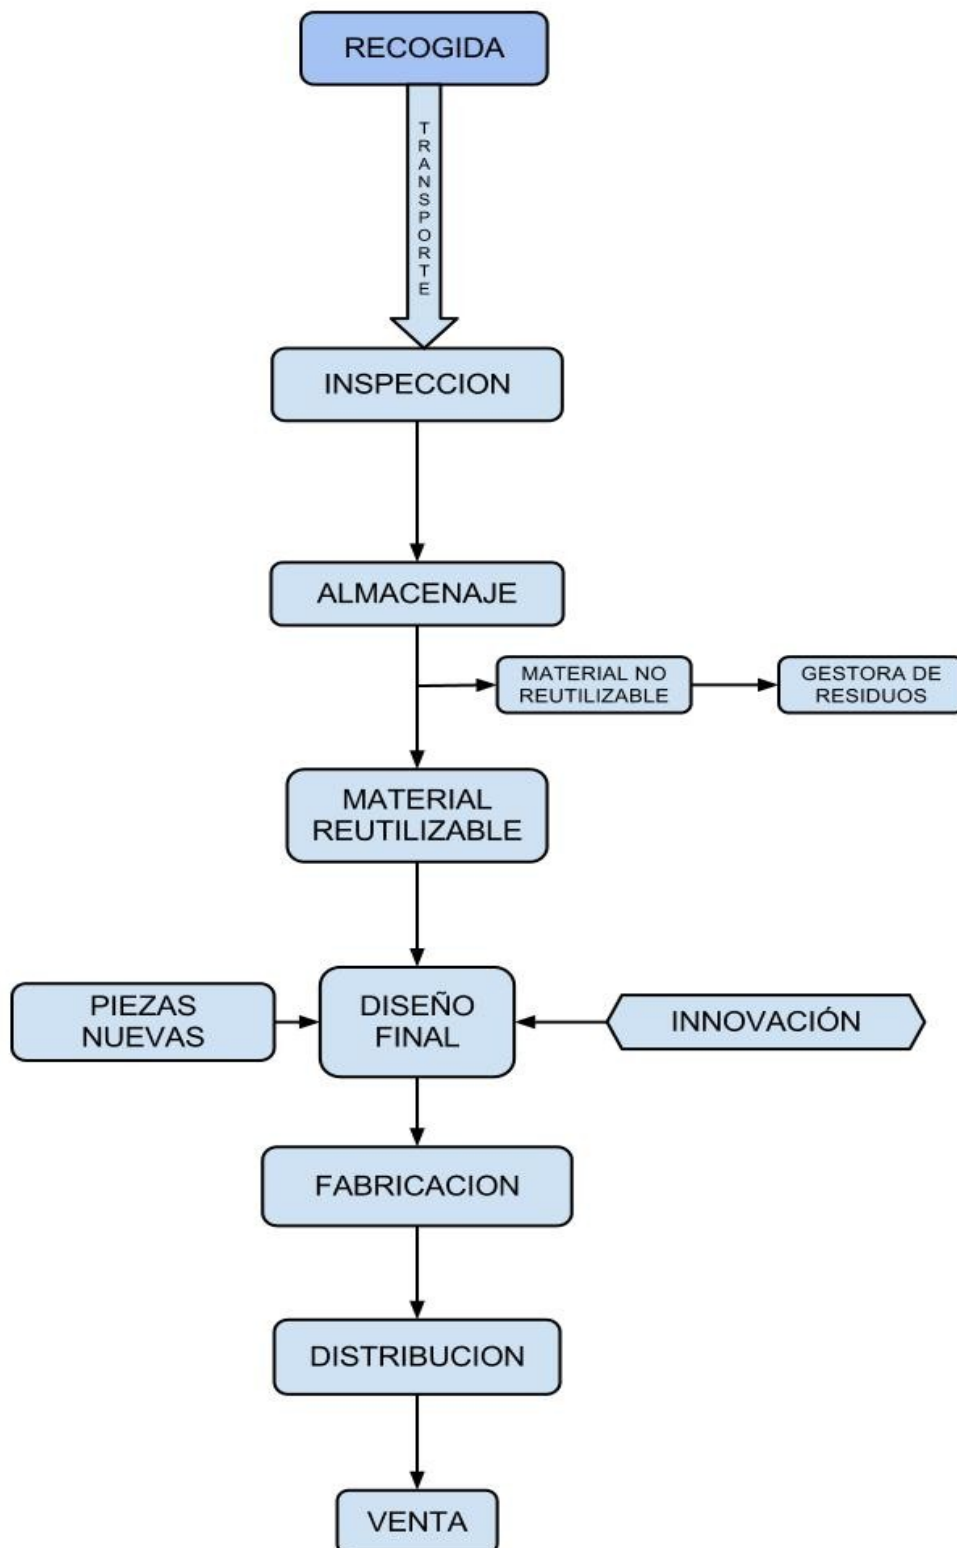 RECOGIDA
TRANSPORTE
INSPECCION
ALMACENAJE
MATERIAL NO
REUTILIZABLE
GESTORA DE
RESIDUOS
MATERIAL
REUTILIZABLE
PIEZAS
NUEVAS
DISEÑO
FINAL
INNOVACIÓN
FABRICACION
DISTRIBUCION
VENTA